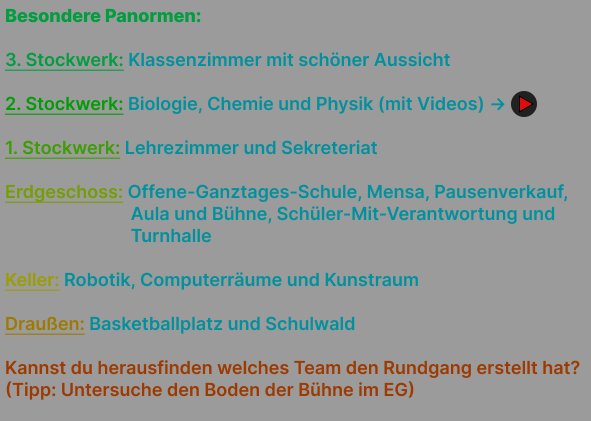 Besondere Panormen:
3. Stockwerk: Klassenzimmer mit schöner Aussicht
2. Stockwerk: Biologie, Chemie und Physik (mit Videos) →
1. Stockwerk: Lehrezimmer und Sekreteriat
Erdgeschoss: Offene-Ganztages-Schule, Mensa, Pausenverkauf,
Aula und Bühne, Schüler-Mit-Verantwortung und
Turnhalle
Keller: Robotik, Computerräume und Kunstraum
Draußen: Basketballplatz und Schulwald
Kannst du herausfinden welches Team den Rundgang erstellt hat?
(Tipp: Untersuche den Boden der Bühne im EG)